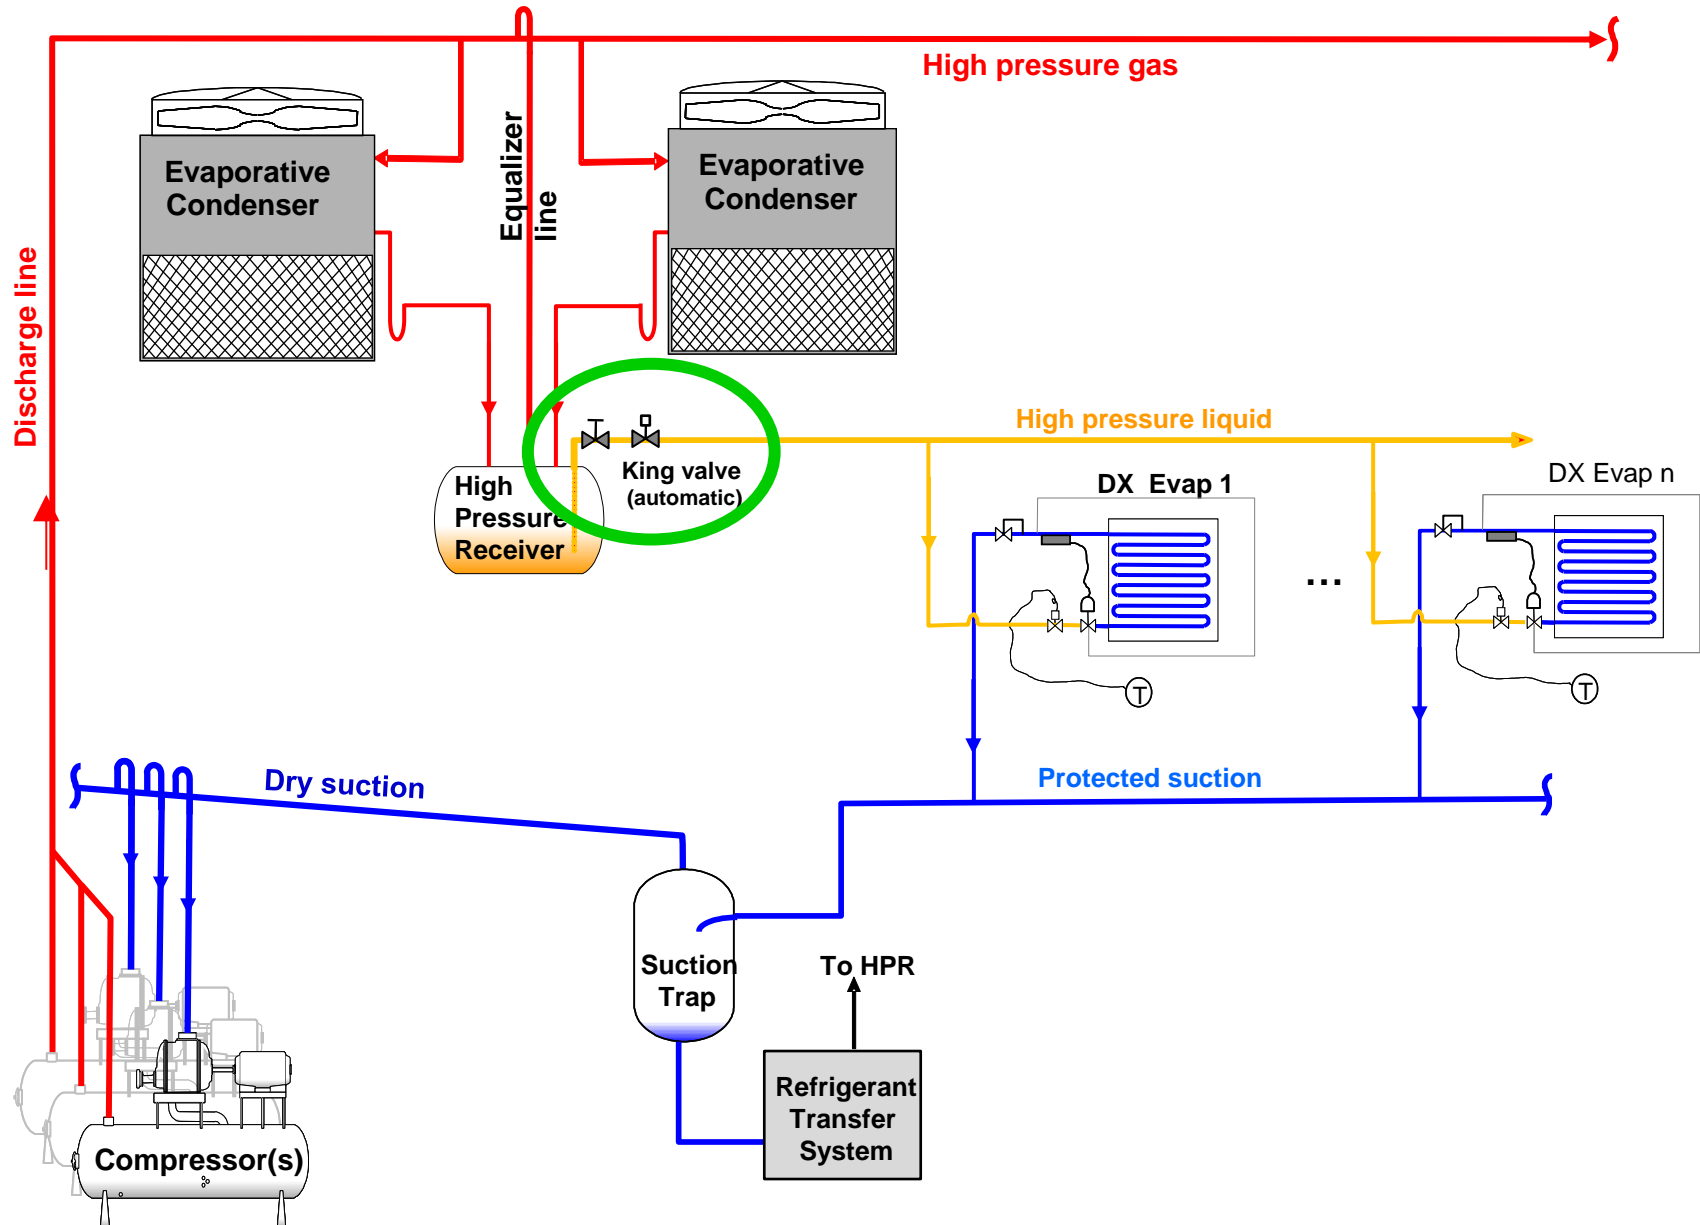 High pressure gas
Evaporative
Condenser
Equalizer
line
Evaporative
Condenser
Discharge line
High pressure liquid
King valve
(automatic)
High
Pressure
Receiver
DX Evap 1
DX Evap n
...
T
T
Dry suction
Protected suction
Suction
Trap
To HPR
Refrigerant
Transfer
System
Compressor(s)